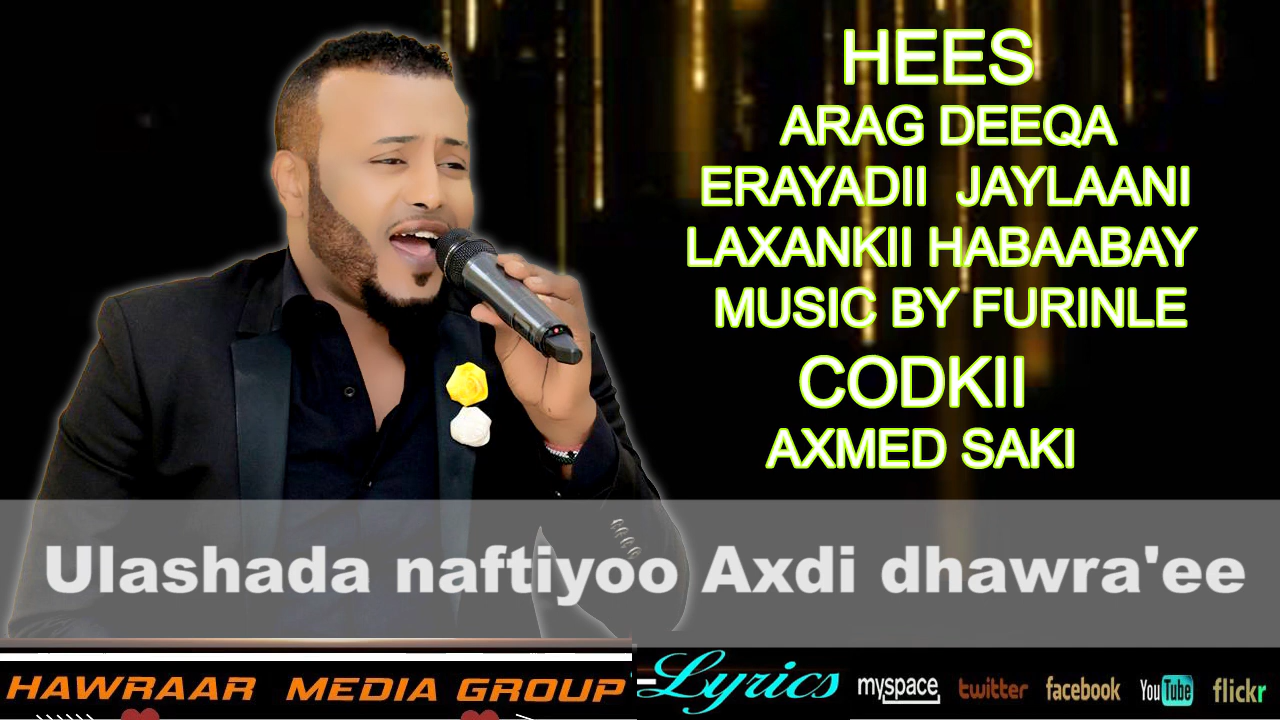 HEES
ARAG DEEQA
ERAYADII JAYLAANI
LAXANKII HABAABAY
MUSIC BY FURINLE
CODKII
AXMED SAKI
Ulashada naftiyoo Axdi dhawra'ee
HAWRAAR MEDIA GROUP Lyrics myspace twitter facebook YouTube flickr